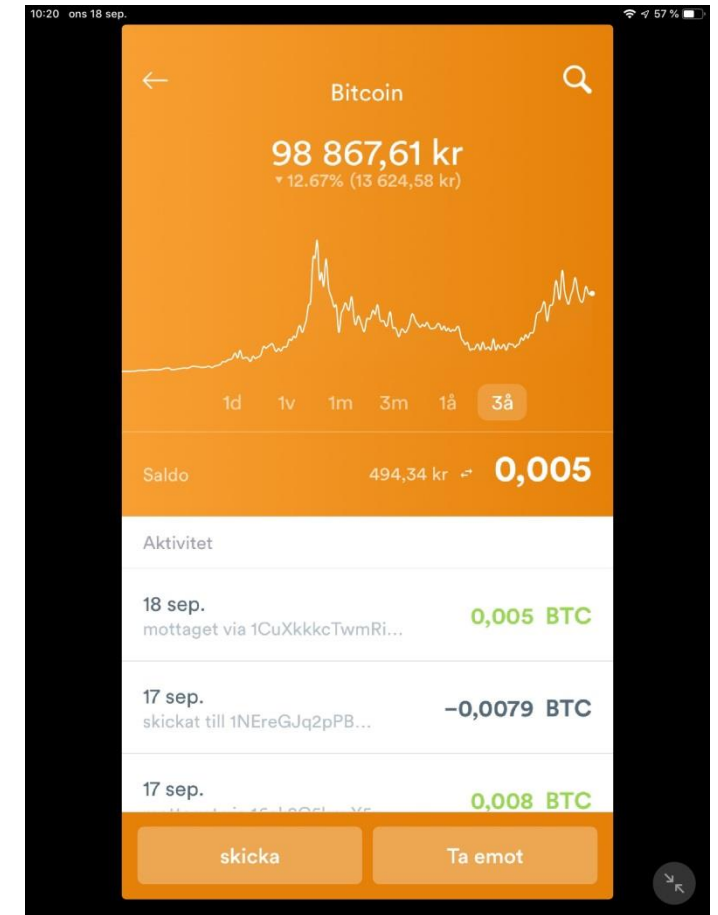 10:20 ons 18 sep.
57 %
Bitcoin
98 867,61 kr
▼12.67% (13 624,58 kr)
1d 1v 1m 3m 1å 3å
Saldo 494,34 kr 0,005
Aktivitet
18 sep.
mottaget via 1CuXkkkcTwmRi...
0,005 BTC
17 sep.
skickat till 1NEreGJq2pPB...
−0,0079 BTC
17 sep.
0,008 BTC
skicka
Ta emot